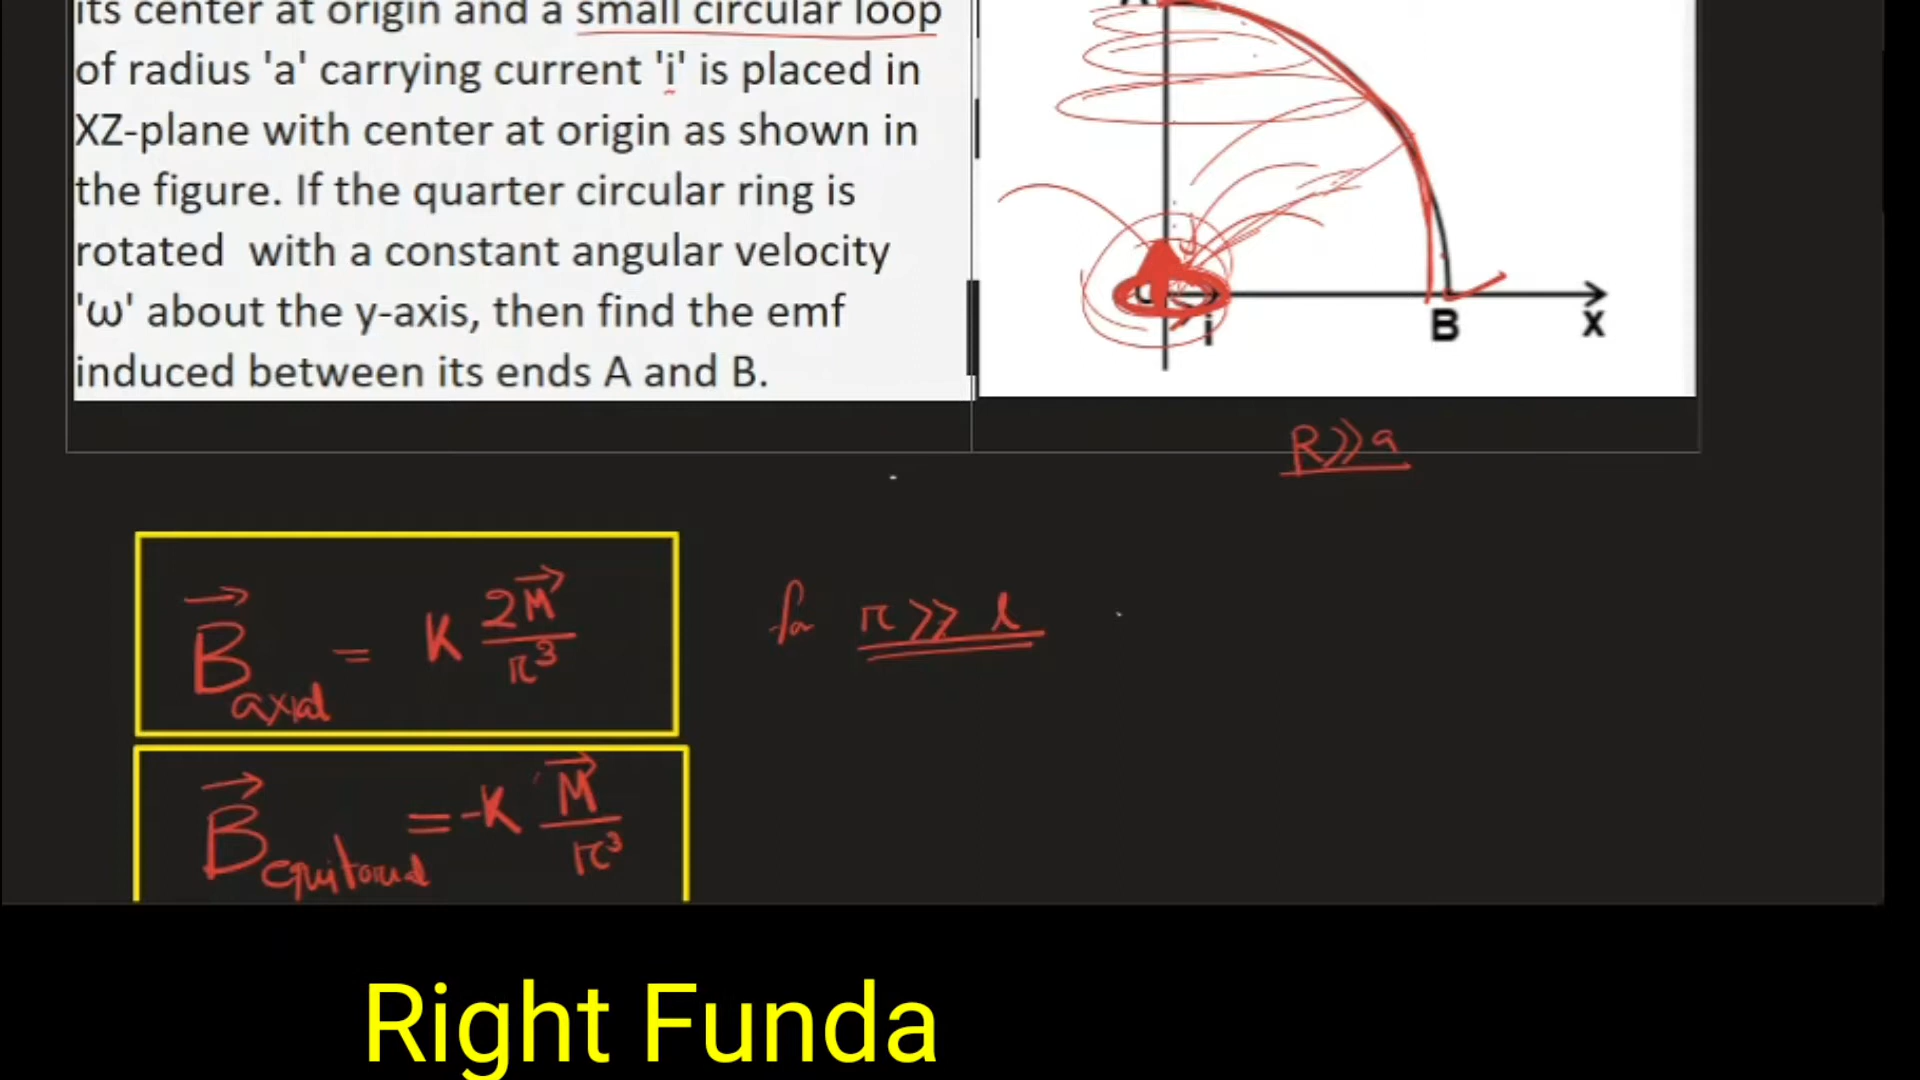 its center at origin and a small circular loop
of radius 'a' carrying current 'i' is placed in
XZ-plane with center at origin as shown in
the figure. If the quarter circular ring is
rotated with a constant angular velocity
'ω' about the y-axis, then find the emf
induced between its ends A and B.
i
B
x
R>>a
B axial = K 2M/r³
for r >> l
B equitorial = -K M/r³
Right Funda